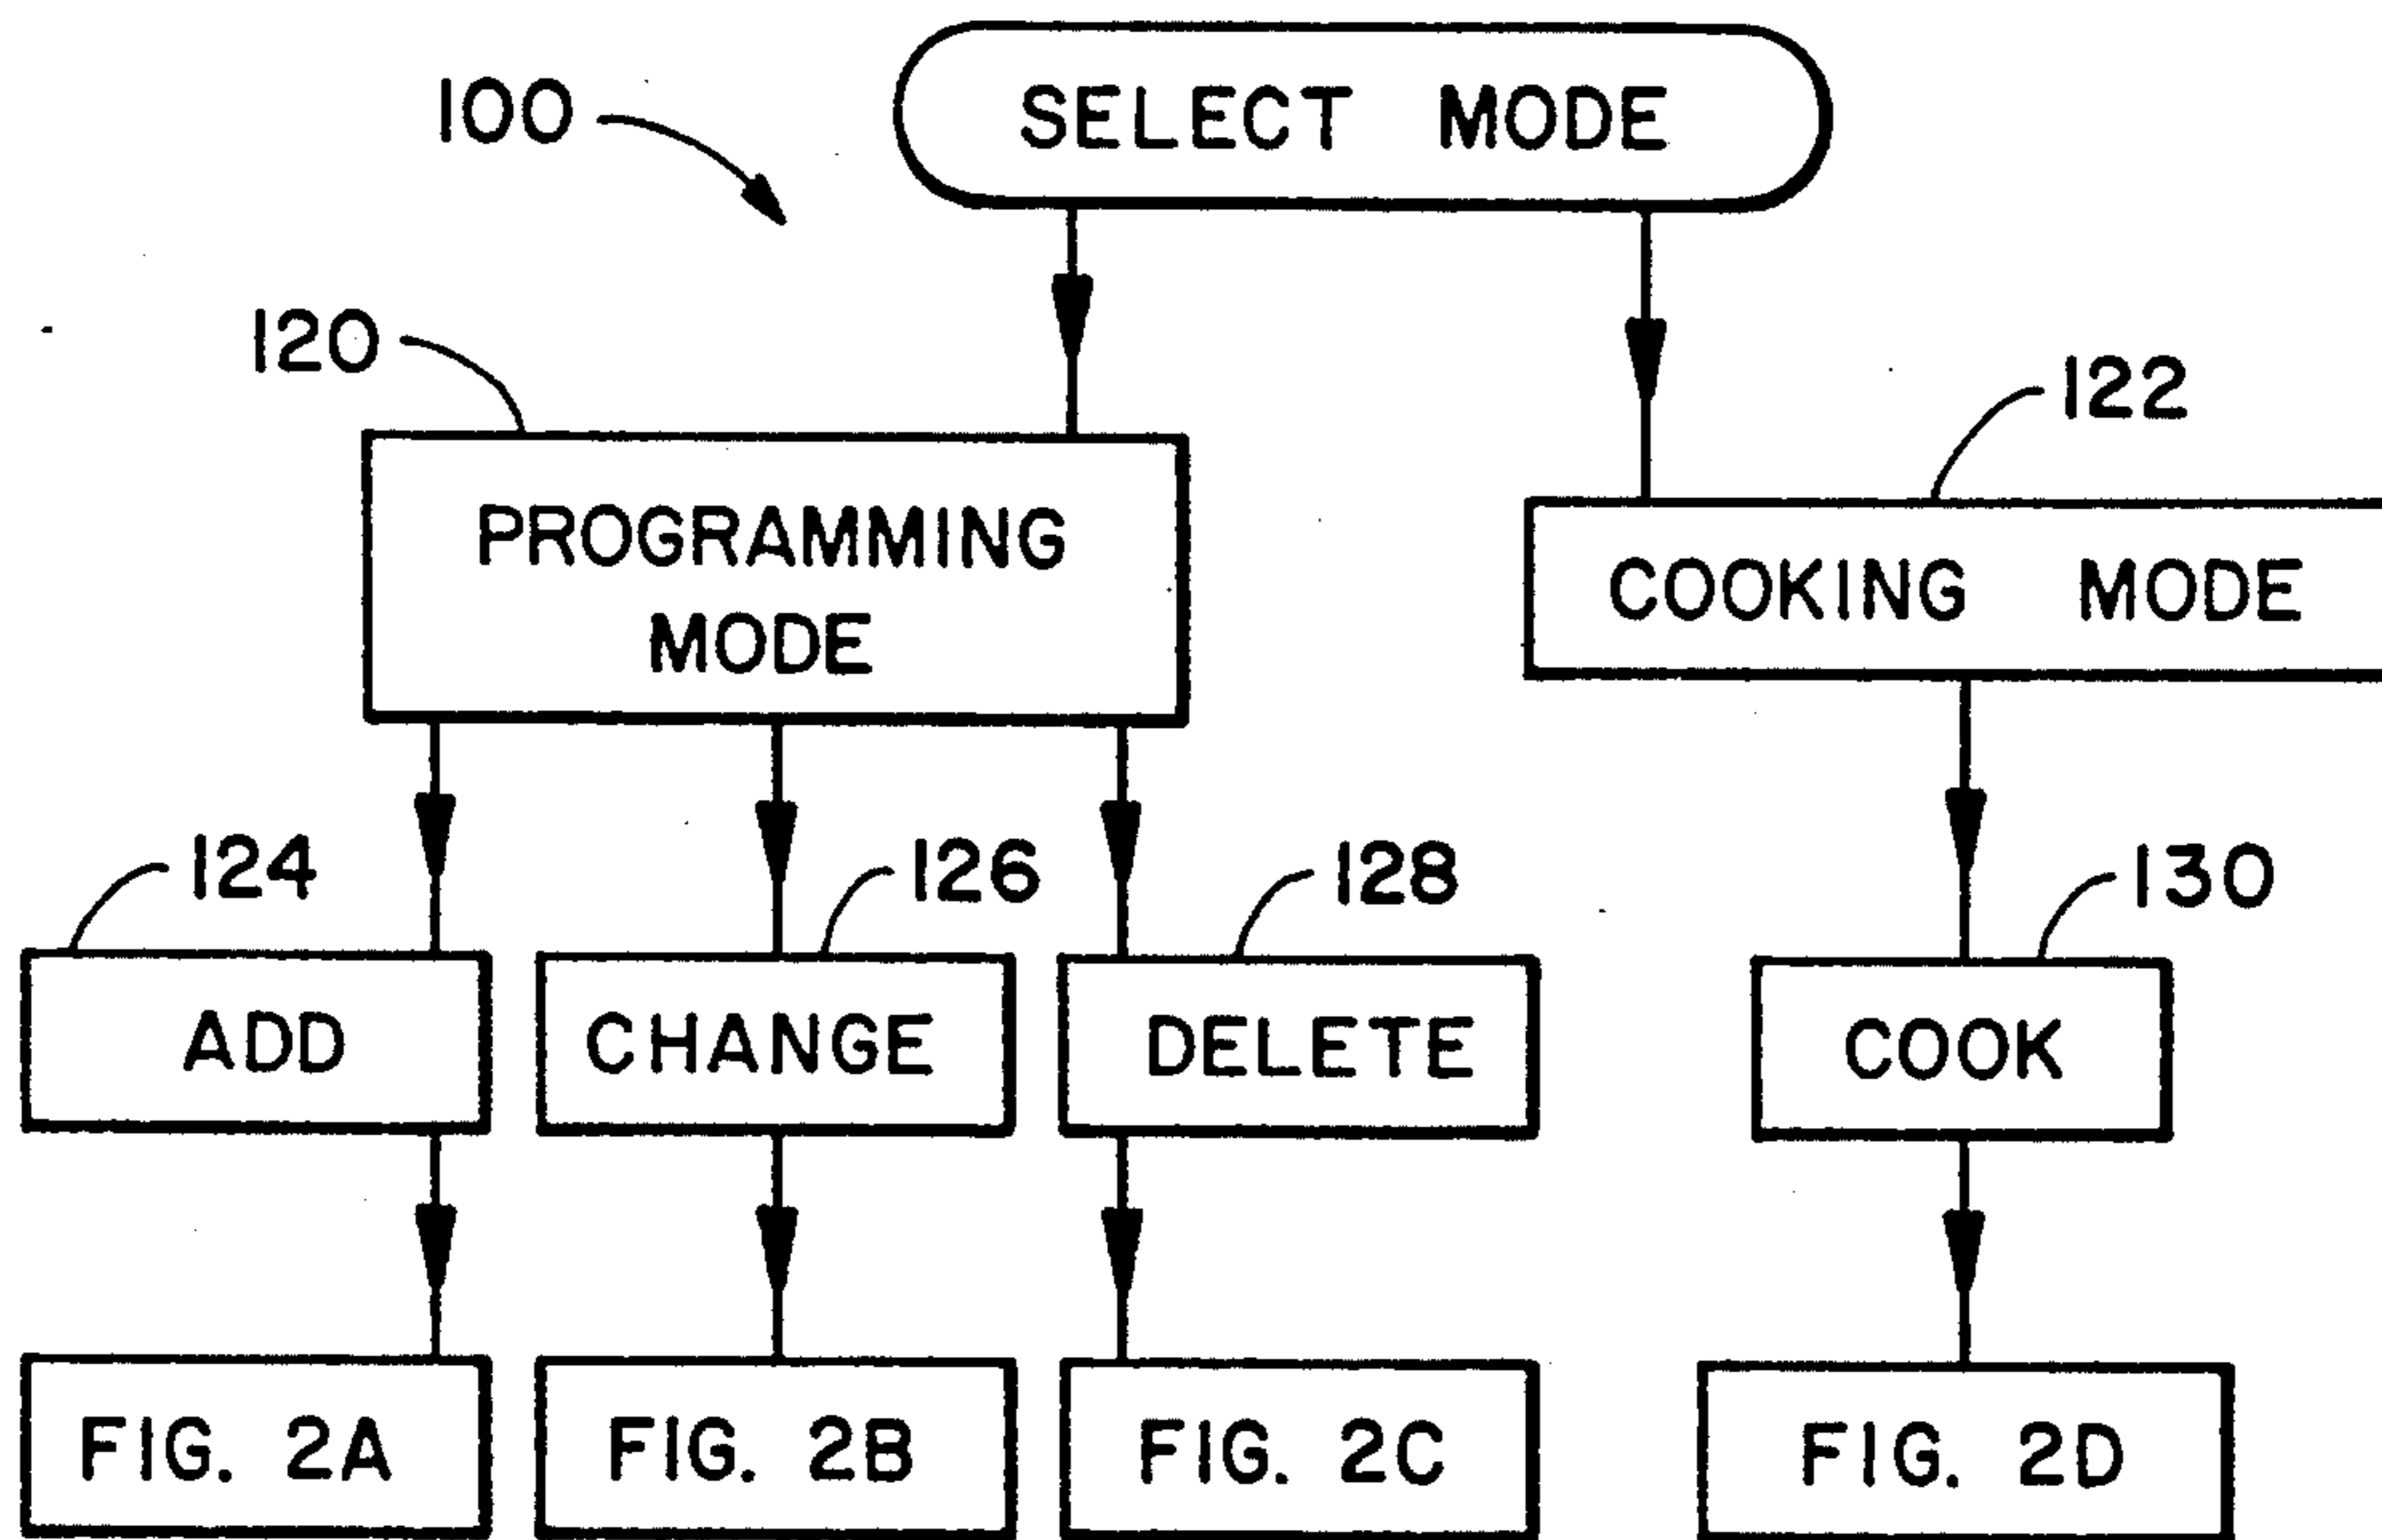 100
SELECT MODE
120
122
PROGRAMMING
MODE
COOKING MODE
124
126
128
130
ADD
CHANGE
DELETE
COOK
FIG. 2A
FIG. 2B
FIG. 2C
FIG. 2D